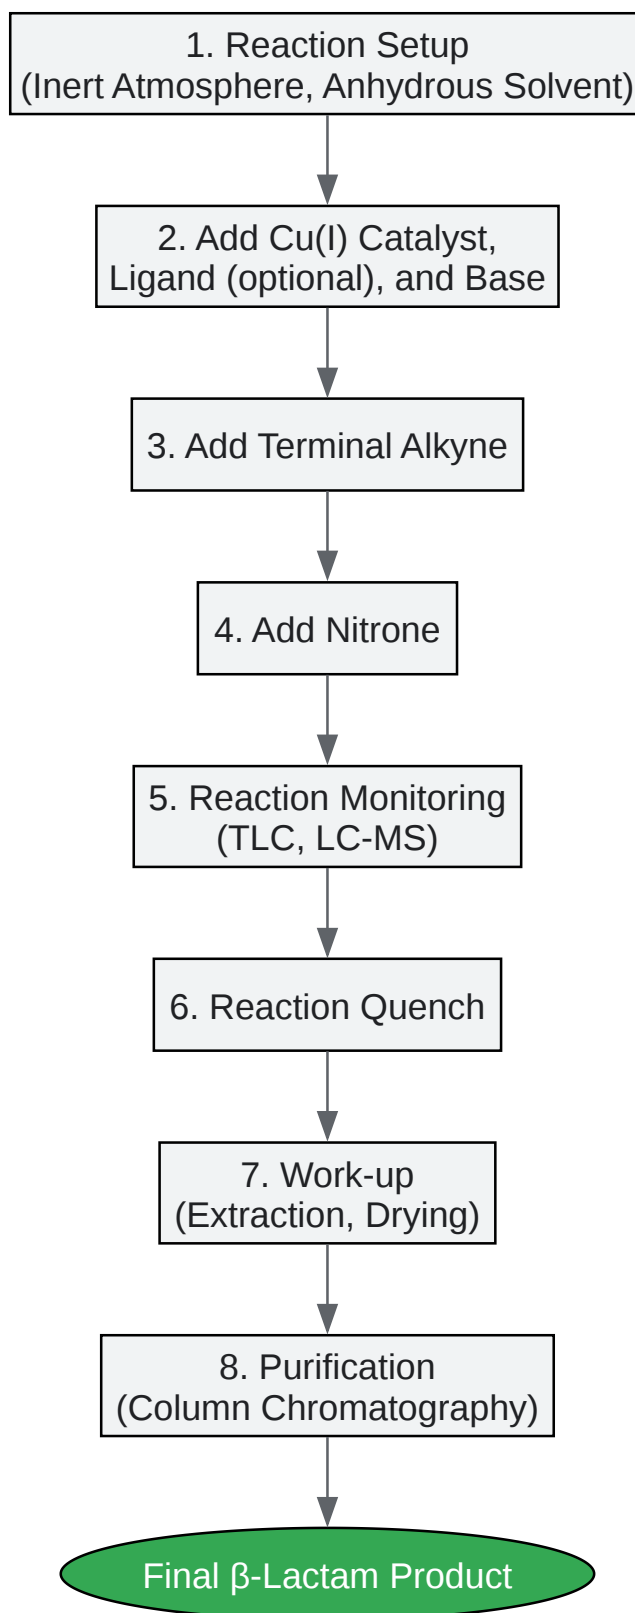 1. Reaction Setup
(Inert Atmosphere, Anhydrous Solvent)
2. Add Cu(I) Catalyst,
Ligand (optional), and Base
3. Add Terminal Alkyne
4. Add Nitrone
5. Reaction Monitoring
(TLC, LC-MS)
6. Reaction Quench
7. Work-up
(Extraction, Drying)
8. Purification
(Column Chromatography)
Final β-Lactam Product